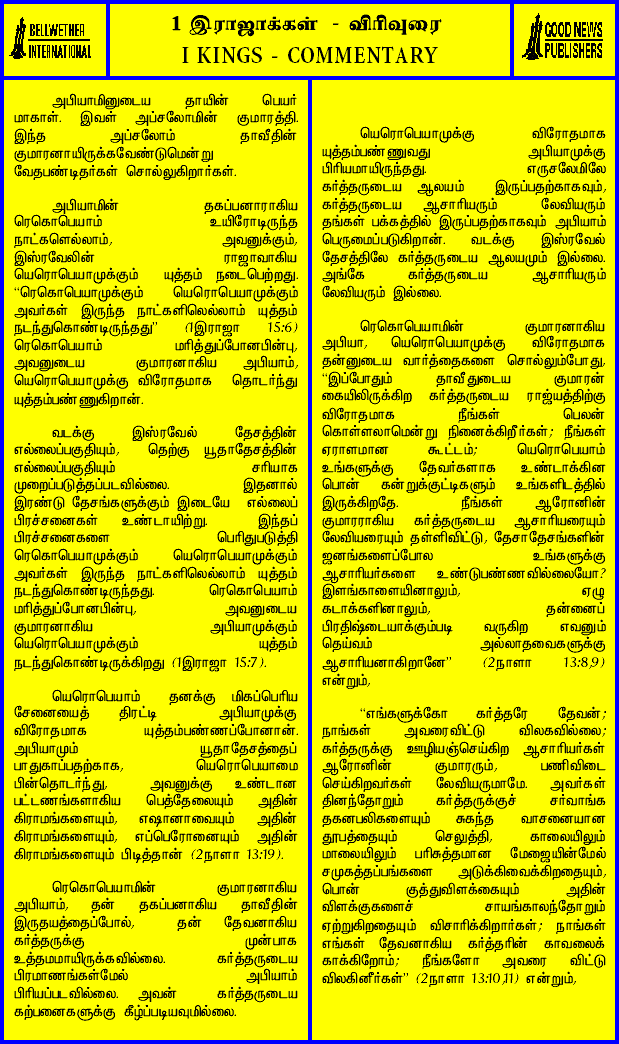 BELLWETHER
INTERNATIONAL
1 இராஜாக்கள் - விரிவுரை
I KINGS - COMMENTARY
GOOD NEWS
PUBLISHERS
அபியாமினுடைய தாயின் பெயர்
மாகாள். இவள் அப்சலோமின் குமாரத்தி.
இந்த அப்சலோம் தாவீதின்
குமாரனாயிருக்கவேண்டுமென்று
வேதபண்டிதர்கள் சொல்லுகிறார்கள்.
அபியாமின் தகப்பனாராகிய
ரெகொபெயாம் உயிரோடிருந்த
நாட்களெல்லாம், அவனுக்கும்,
இஸ்ரவேலின் ராஜாவாகிய
யெரொபெயாமுக்கும் யுத்தம் நடைபெற்றது.
“ரெகொபெயாமுக்கும் யெரொபெயாமுக்கும்
அவர்கள் இருந்த நாட்களிலெல்லாம் யுத்தம்
நடந்துகொண்டிருந்தது” (1இராஜா 15:6)
ரெகொபெயாம் மரித்துப்போனபின்பு,
அவனுடைய குமாரனாகிய அபியாம்,
யெரொபெயாமுக்கு விரோதமாக தொடர்ந்து
யுத்தம்பண்ணுகிறான்.
வடக்கு இஸ்ரவேல் தேசத்தின்
எல்லைப்பகுதியும், தெற்கு யூதாதேசத்தின்
எல்லைப்பகுதியும் சரியாக
முறைப்படுத்தப்படவில்லை. இதனால்
இரண்டு தேசங்களுக்கும் இடையே எல்லைப்
பிரச்சனைகள் உண்டாயிற்று. இந்தப்
பிரச்சனைகளை பெரிதுபடுத்தி
ரெகொபெயாமுக்கும் யெரொபெயாமுக்கும்
அவர்கள் இருந்த நாட்களிலெல்லாம் யுத்தம்
நடந்துகொண்டிருந்தது. ரெகொபெயாம்
மரித்துப்போனபின்பு, அவனுடைய
குமாரனாகிய அபியாமுக்கும்
யெரொபெயாமுக்கும் யுத்தம்
நடந்துகொண்டிருக்கிறது (1இராஜா 15:7).
யெரொபெயாம் தனக்கு மிகப்பெரிய
சேனையைத் திரட்டி அபியாமுக்கு
விரோதமாக யுத்தம்பண்ணப்போனான்.
அபியாமும் யூதாதேசத்தைப்
பாதுகாப்பதற்காக, யெரொபெயாமை
பின்தொடர்ந்து, அவனுக்கு உண்டான
பட்டணங்களாகிய பெத்தேலையும் அதின்
கிராமங்களையும், எஷானாவையும் அதின்
கிராமங்களையும், எப்பெரோனையும் அதின்
கிராமங்களையும் பிடித்தான் (2நாளா 13:19).
ரெகொபெயாமின் குமாரனாகிய
அபியாம், தன் தகப்பனாகிய தாவீதின்
இருதயத்தைப்போல், தன் தேவனாகிய
கர்த்தருக்கு முன்பாக
உத்தமமாயிருக்கவில்லை. கர்த்தருடைய
பிரமாணங்கள்மேல் அபியாம்
பிரியப்படவில்லை. அவன் கர்த்தருடைய
கற்பனைகளுக்கு கீழ்ப்படியவுமில்லை.
யெரொபெயாமுக்கு விரோதமாக
யுத்தம்பண்ணுவது அபியாமுக்கு
பிரியமாயிருந்தது. எருசலேமிலே
கர்த்தருடைய ஆலயம் இருப்பதற்காகவும்,
கர்த்தருடைய ஆசாரியரும் லேவியரும்
தங்கள் பக்கத்தில் இருப்பதற்காகவும் அபியாம்
பெருமைப்படுகிறான். வடக்கு இஸ்ரவேல்
தேசத்திலே கர்த்தருடைய ஆலயமும் இல்லை.
அங்கே கர்த்தருடைய ஆசாரியரும்
லேவியரும் இல்லை.
ரெகொபெயாமின் குமாரனாகிய
அபியா, யெரொபெயாமுக்கு விரோதமாக
தன்னுடைய வார்த்தைகளை சொல்லும்போது,
“இப்போதும் தாவீதுடைய குமாரன்
கையிலிருக்கிற கர்த்தருடைய ராஜ்யத்திற்கு
விரோதமாக நீங்கள் பெலன்
கொள்ளலாமென்று நினைக்கிறீர்கள்; நீங்கள்
ஏராளமான கூட்டம்; யெரொபெயாம்
உங்களுக்கு தேவர்களாக உண்டாக்கின
பொன் கன்றுக்குட்டிகளும் உங்களிடத்தில்
இருக்கிறதே. நீங்கள் ஆரோனின்
குமாரராகிய கர்த்தருடைய ஆசாரியரையும்
லேவியரையும் தள்ளிவிட்டு, தேசாதேசங்களின்
ஜனங்களைப்போல உங்களுக்கு
ஆசாரியர்களை உண்டுபண்ணவில்லையோ?
இளங்காளையினாலும், ஏழு
கடாக்களினாலும், தன்னைப்
பிரதிஷ்டையாக்கும்படி வருகிற எவனும்
தெய்வம் அல்லாதவைகளுக்கு
ஆசாரியனாகிறானே” (2நாளா 13:8,9)
என்றும்,
“எங்களுக்கோ கர்த்தரே தேவன்;
நாங்கள் அவரைவிட்டு விலகவில்லை;
கர்த்தருக்கு ஊழியஞ்செய்கிற ஆசாரியர்கள்
ஆரோனின் குமாரரும், பணிவிடை
செய்கிறவர்கள் லேவியருமாமே. அவர்கள்
தினந்தோறும் கர்த்தருக்குச் சர்வாங்க
தகனபலிகளையும் சுகந்த வாசனையான
தூபத்தையும் செலுத்தி, காலையிலும்
மாலையிலும் பரிசுத்தமான மேஜையின்மேல்
சமுகத்தப்பங்களை அடுக்கிவைக்கிறதையும்,
பொன் குத்துவிளக்கையும் அதின்
விளக்குகளைச் சாயங்காலந்தோறும்
ஏற்றுகிறதையும் விசாரிக்கிறார்கள்; நாங்கள்
எங்கள் தேவனாகிய கர்த்தரின் காவலைக்
காக்கிறோம்; நீங்களோ அவரை விட்டு
விலகினீர்கள்” (2நாளா 13:10,11) என்றும்,